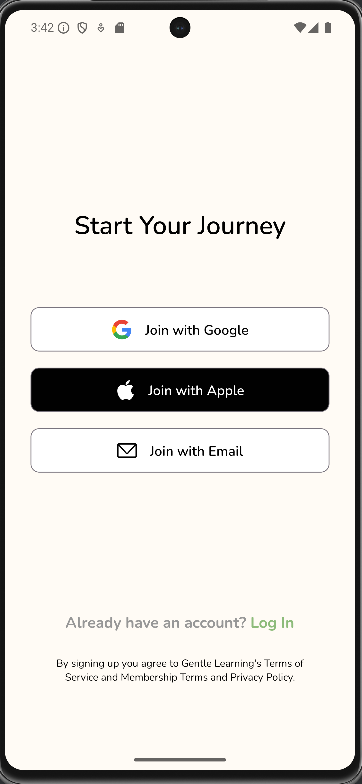 3:42
Start Your Journey
Join with Google
Join with Apple
Join with Email
Already have an account? Log In
By signing up you agree to Gentle Learning's Terms of
Service and Membership Terms and Privacy Policy.